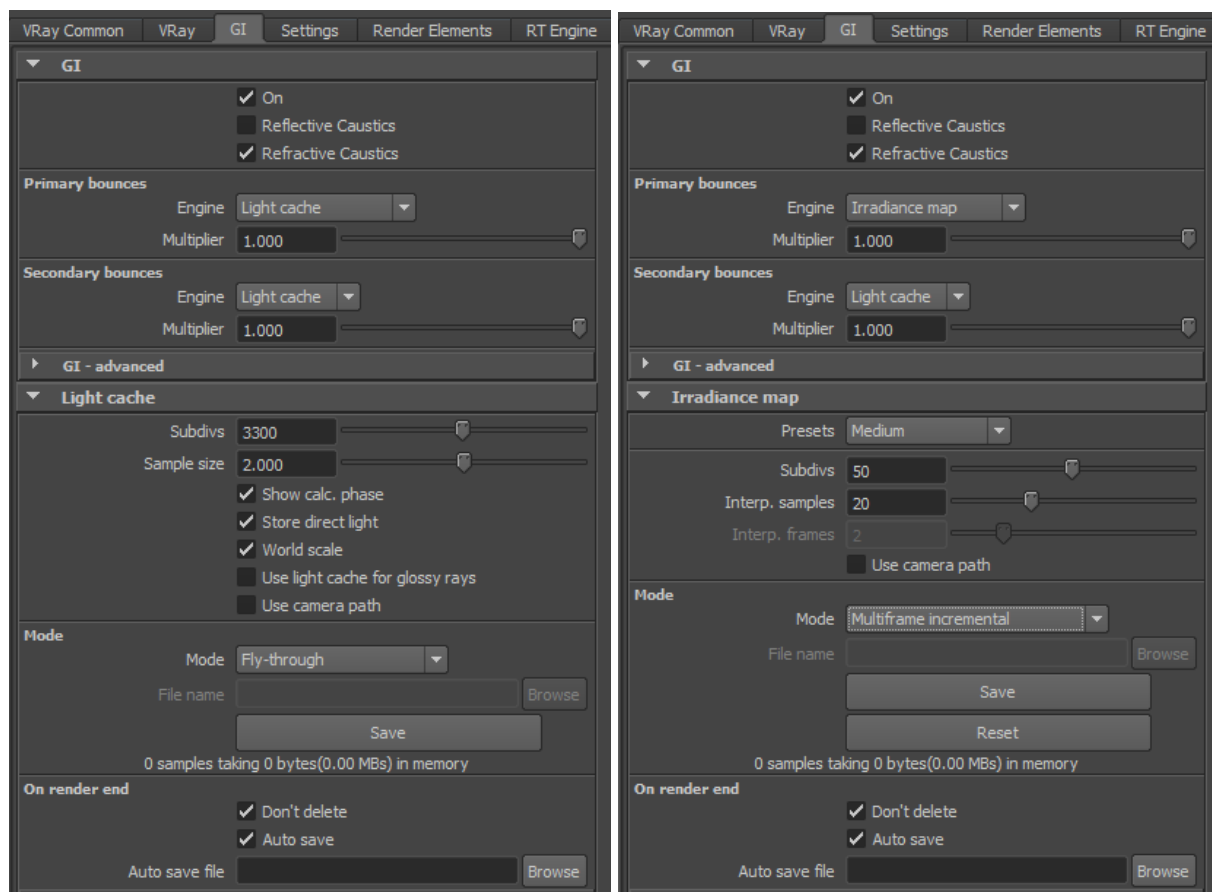 VRay Common VRay GI Settings Render Elements RT Engine
GI
On
Reflective Caustics
Refractive Caustics
Primary bounces
Engine Light cache
Multiplier 1.000
Secondary bounces
Engine Light cache
Multiplier 1.000
GI - advanced
Light cache
Subdivs 3300
Sample size 2.000
Show calc. phase
Store direct light
World scale
Use light cache for glossy rays
Use camera path
Mode
Mode Fly-through
File name Browse
Save
0 samples taking 0 bytes(0.00 MBs) in memory
On render end
Don't delete
Auto save
Auto save file Browse
VRay Common VRay GI Settings Render Elements RT Engine
GI
On
Reflective Caustics
Refractive Caustics
Primary bounces
Engine Irradiance map
Multiplier 1.000
Secondary bounces
Engine Light cache
Multiplier 1.000
GI - advanced
Irradiance map
Presets Medium
Subdivs 50
Interp. samples 20
Interp. frames 2
Use camera path
Mode
Mode Multiframe incremental
File name Browse
Save
Reset
0 samples taking 0 bytes(0.00 MBs) in memory
On render end
Don't delete
Auto save
Auto save file Browse